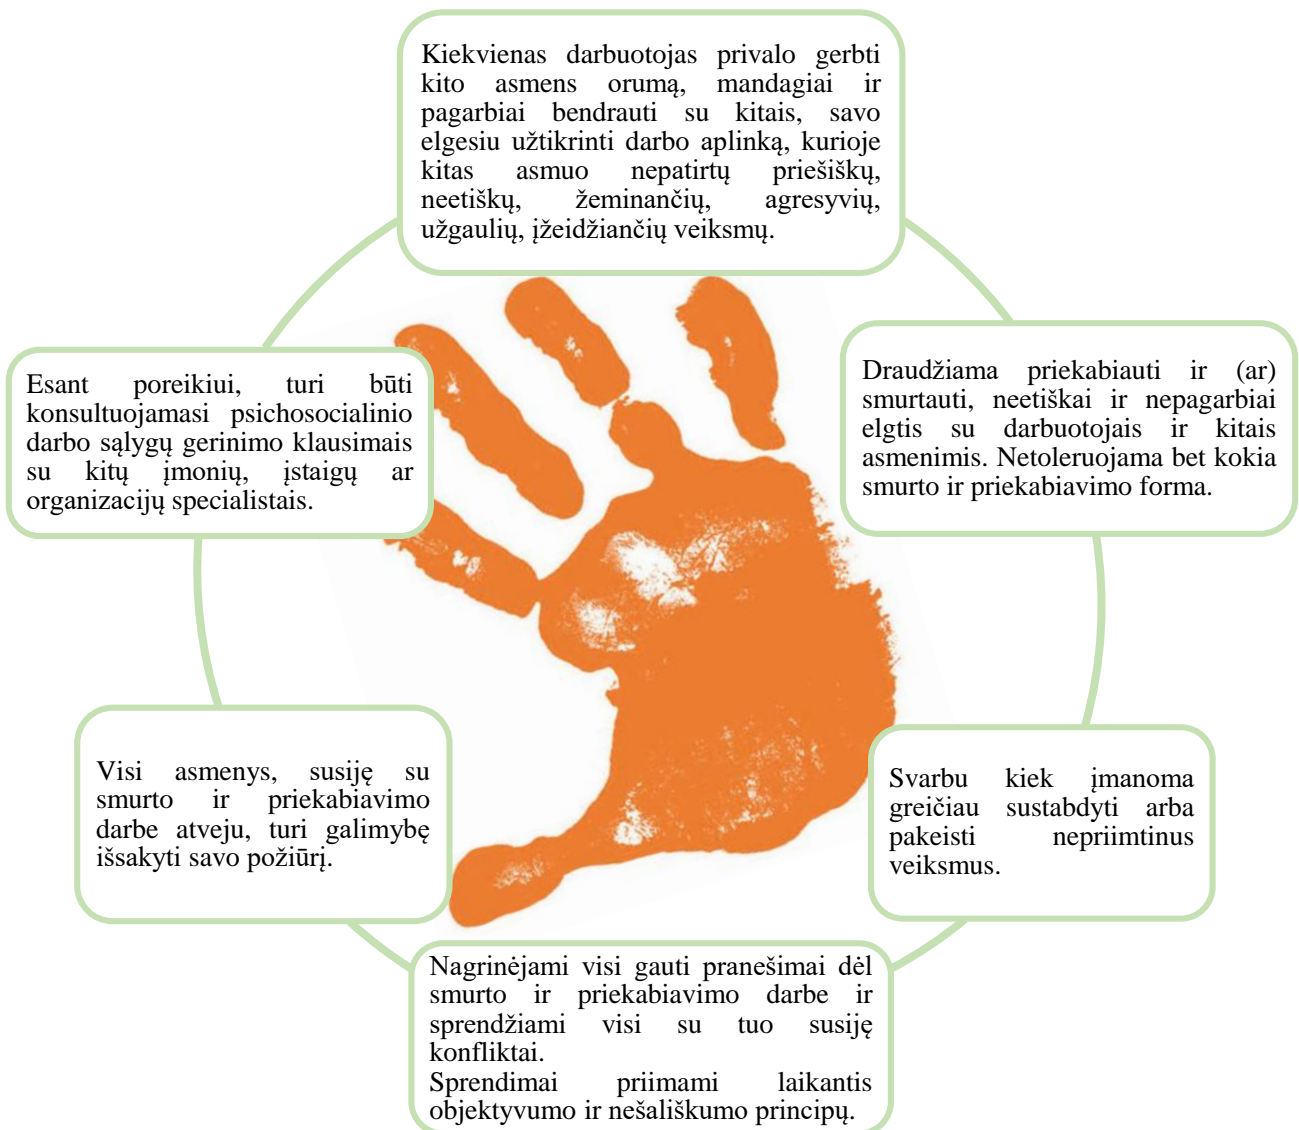 Kiekvienas darbuotojas privalo gerbti
kito asmens orumą, mandagiai ir
pagarbiai bendrauti su kitais, savo
elgesiu užtikrinti darbo aplinką, kurioje
kitas asmuo nepatirtų priešiškų,
neetiškų, žeminančių, agresyvių,
užgaulių, įžeidžiančių veiksmų.
Draudžiama priekabiauti ir (ar)
smurtauti, neetiškai ir nepagarbiai
elgtis su darbuotojais ir kitais
asmenimis. Netoleruojama bet kokia
smurto ir priekabiavimo forma.
Svarbu kiek įmanoma
greičiau sustabdyti arba
pakeisti nepriimtinus
veiksmus.
Nagrinėjami visi gauti pranešimai dėl
smurto ir priekabiavimo darbe ir
sprendžiami visi su tuo susiję
konfliktai.
Sprendimai priimami laikantis
objektyvumo ir nešališkumo principų.
Visi asmenys, susiję su
smurto ir priekabiavimo
darbe atveju, turi galimybę
išsakyti savo požiūrį.
Esant poreikiui, turi būti
konsultuojamasi psichosocialinio
darbo sąlygų gerinimo klausimais
su kitų įmonių, įstaigų ar
organizacijų specialistais.